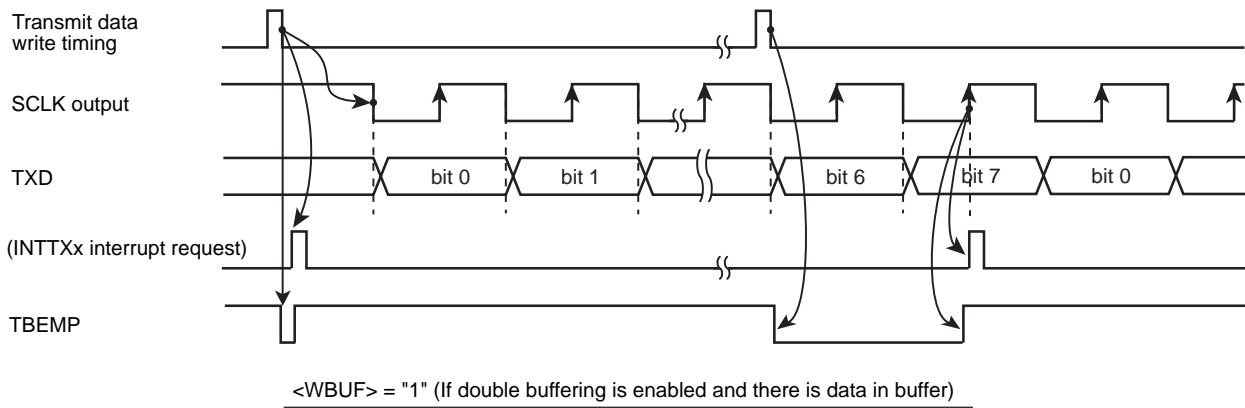 Transmit data
write timing
SCLK output
TXD
bit 0
bit 1
bit 6
bit 7
bit 0
(INTTXx interrupt request)
TBEMP
<WBUF> = "1" (If double buffering is enabled and there is data in buffer)